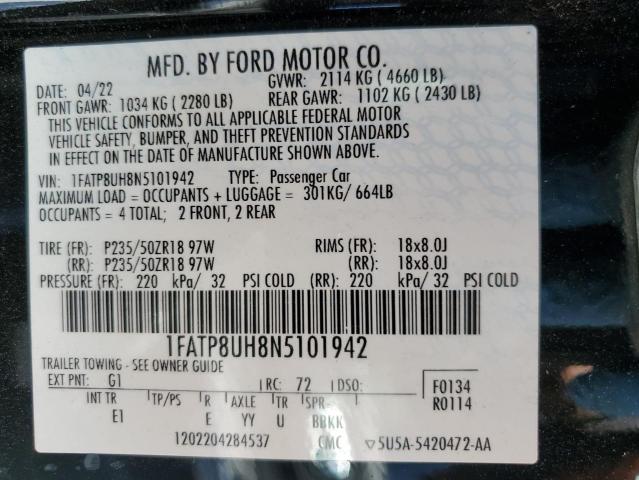 MFD. BY FORD MOTOR CO.
DATE: 04/22 GVWR: 2114 KG ( 4660 LB)
FRONT GAWR: 1034 KG ( 2280 LB) REAR GAWR: 1102 KG ( 2430 LB)
THIS VEHICLE CONFORMS TO ALL APPLICABLE FEDERAL MOTOR
VEHICLE SAFETY, BUMPER, AND THEFT PREVENTION STANDARDS
IN EFFECT ON THE DATE OF MANUFACTURE SHOWN ABOVE.
VIN: 1FATP8UH8N5101942 TYPE: Passenger Car
MAXIMUM LOAD = OCCUPANTS + LUGGAGE = 301KG/ 664LB
OCCUPANTS = 4 TOTAL; 2 FRONT, 2 REAR
TIRE (FR): P235/50ZR18 97W RIMS (FR): 18x8.0J
(RR): P235/50ZR18 97W (RR): 18x8.0J
PRESSURE (FR): 220 kPa/ 32 PSI COLD (RR): 220 kPa/ 32 PSI COLD
1FATP8UH8N5101942
TRAILER TOWING - SEE OWNER GUIDE
EXT PNT: G1 RC: 72 DSO: F0134
INT TR TP/PS R AXLE TR SPR R0114
E1 E YY U BBKK
1202204284537 CMC ▽5U5A-5420472-AA